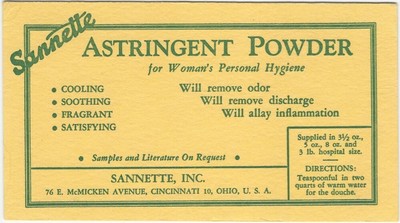 Sannette
ASTRINGENT POWDER
for Woman's Personal Hygiene
• COOLING
• SOOTHING
• FRAGRANT
• SATISFYING
Will remove odor
Will remove discharge
Will allay inflammation
• Samples and Literature On Request •
SANNETTE, INC.
76 E. McMICKEN AVENUE, CINCINNATI 10, OHIO, U. S. A.
Supplied in 3½ oz.,
5 oz., 8 oz. and
3 lb. hospital size.
DIRECTIONS:
Teaspoonful in two
quarts of warm water
for the douche.